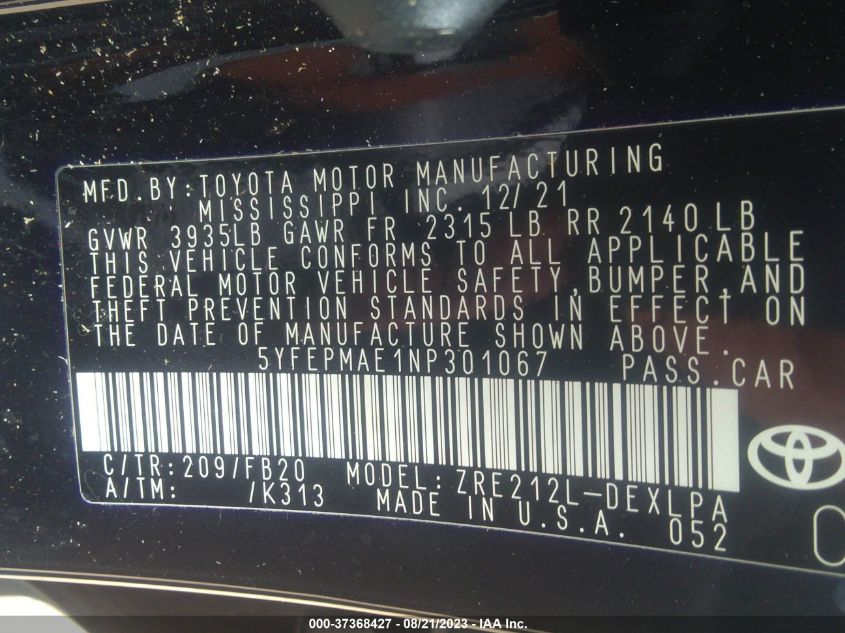 MFD. BY: TOYOTA MOTOR MANUFACTURING
MISSISSIPPI INC. 12/21
GVWR 3935LB GAWR FR 2315 LB RR 2140 LB
THIS VEHICLE CONFORMS TO ALL APPLICABLE
FEDERAL MOTOR VEHICLE SAFETY, BUMPER, AND
THEFT PREVENTION STANDARDS IN EFFECT ON
THE DATE OF MANUFACTURE SHOWN ABOVE.
5YFEPMAE1NP301067 PASS. CAR
C/TR: 209/FB20 MODEL: ZRE212L-DEXLPA
A/TM: /K313 MADE IN U.S.A. 052
000-37368427 - 08/21/2023 - © IAA Inc.